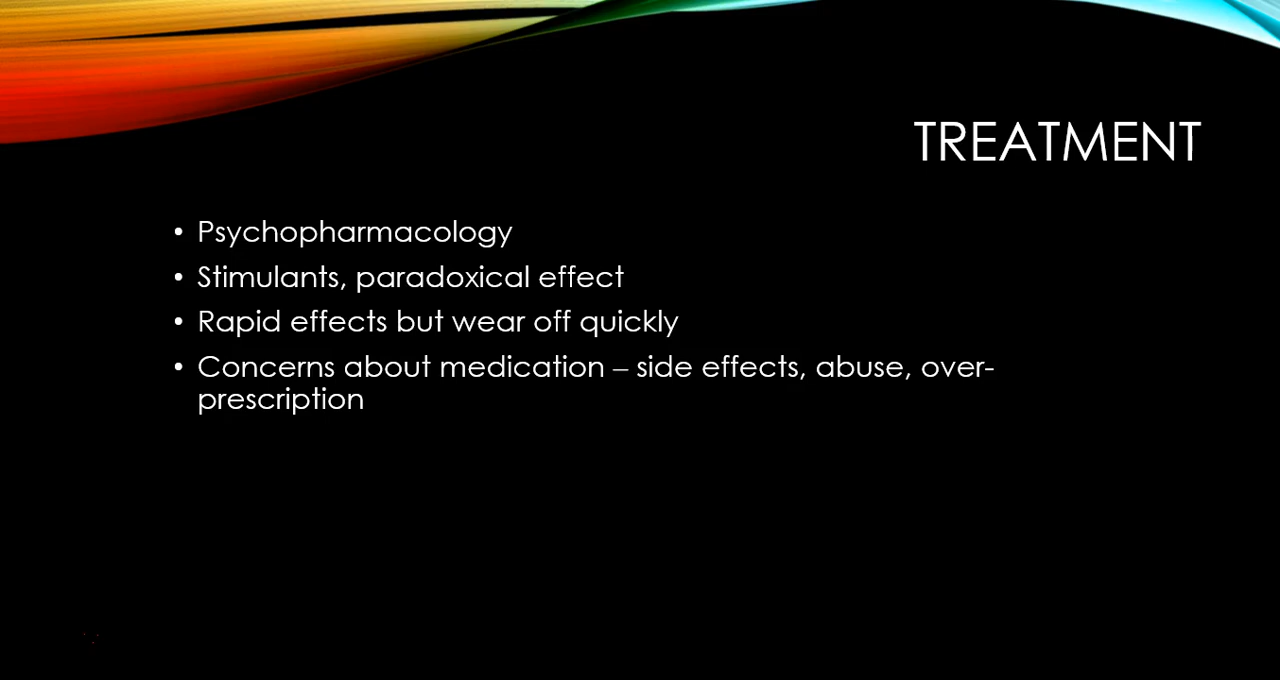 TREATMENT
• Psychopharmacology
• Stimulants, paradoxical effect
• Rapid effects but wear off quickly
• Concerns about medication – side effects, abuse, over-
prescription